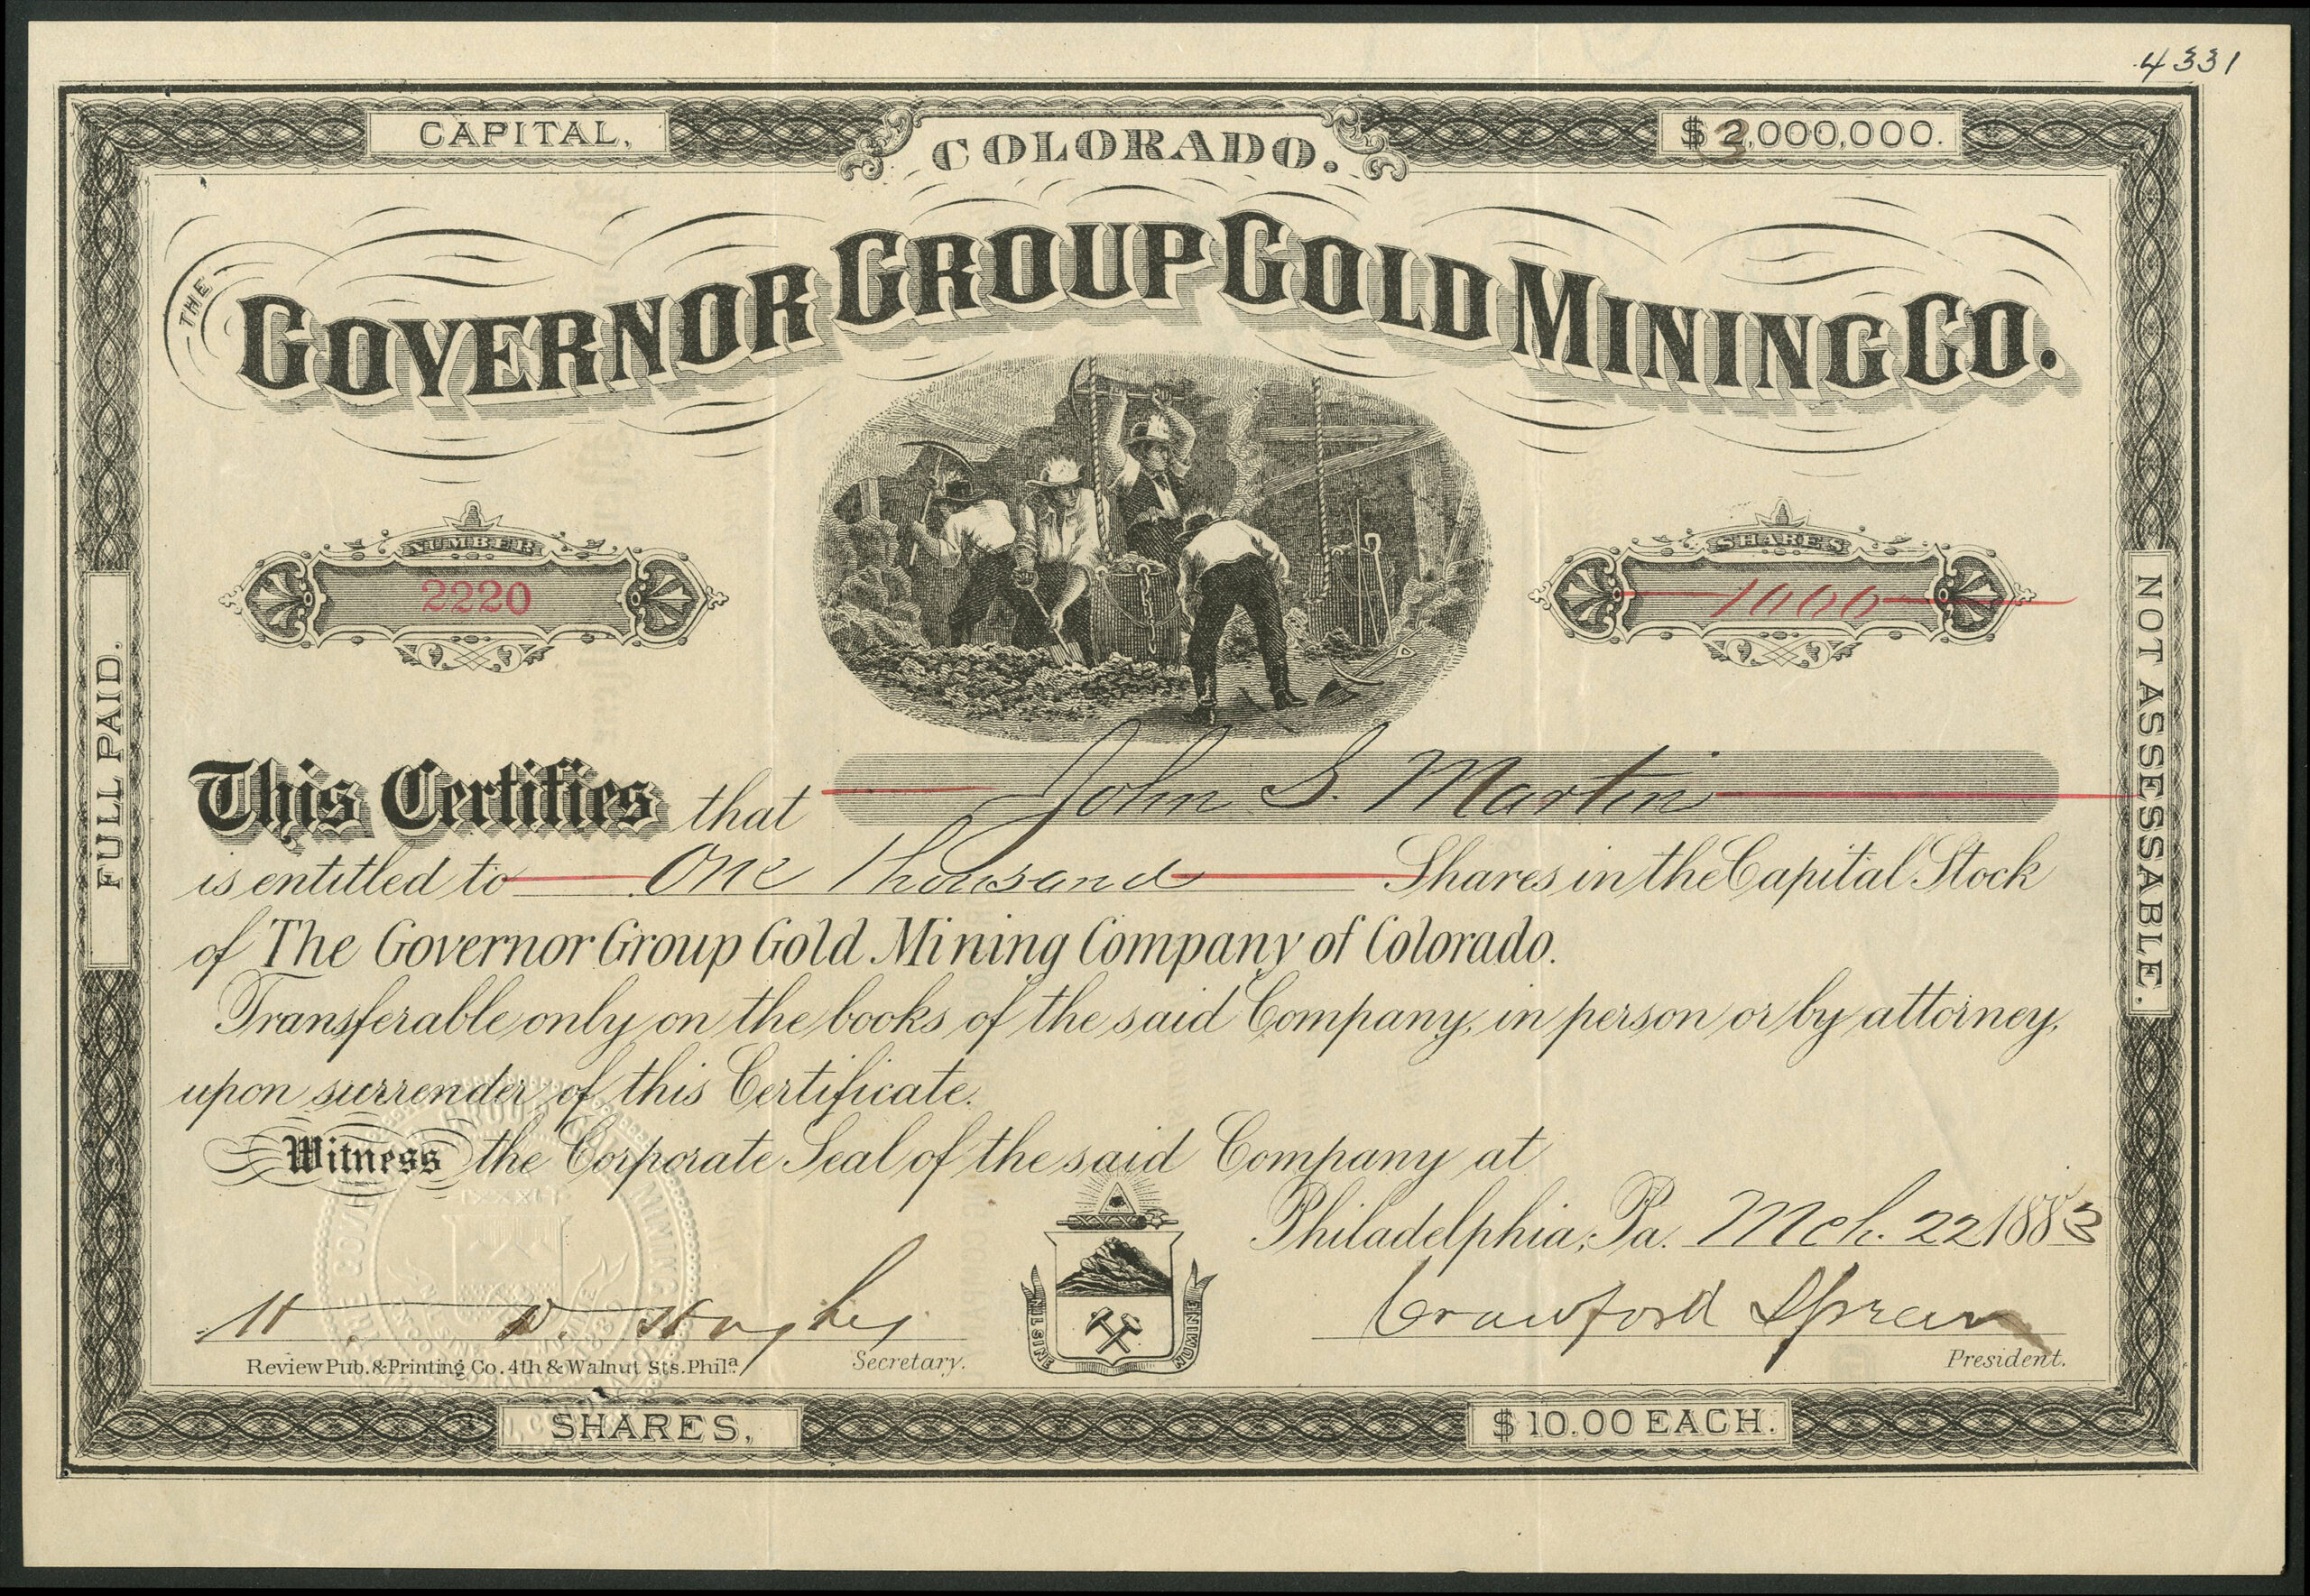 4331
CAPITAL,
COLORADO.
$ 3,000,000.
THE GOVERNOR GROUP GOLD MINING CO.
NUMBER
2220
SHARES
1000
FULL PAID.
NOT ASSESSABLE.
This Certifies that John S. Martin
is entitled to One Thousand Shares in the Capital Stock
of The Governor Group Gold Mining Company of Colorado.
Transferable only on the books of the said Company, in person or by attorney,
upon surrender of this Certificate.
Witness the Corporate Seal of the said Company at
Philadelphia, Pa. Mch. 22 1883
H. D. Hughes
Crawford Spear
Review Pub. & Printing Co. 4th & Walnut Sts. Phila.
Secretary.
NIL SINE
NUMINE
President.
SHARES,
$ 10.00 EACH.